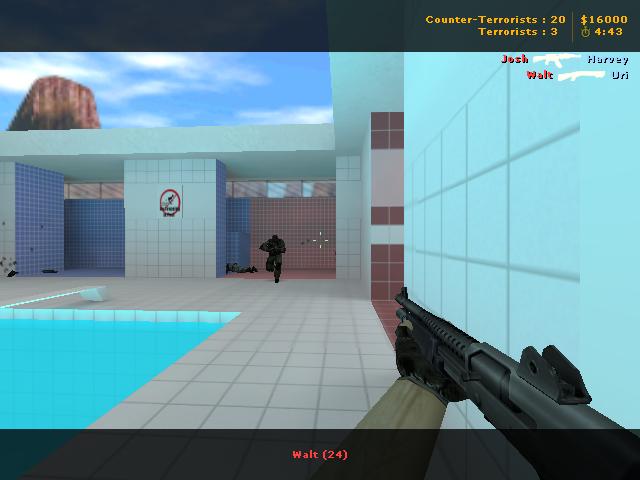 Counter-Terrorists : 20 $16000
Terrorists : 3 4:43
Josh Harvey
Walt Uri
Walt (24)